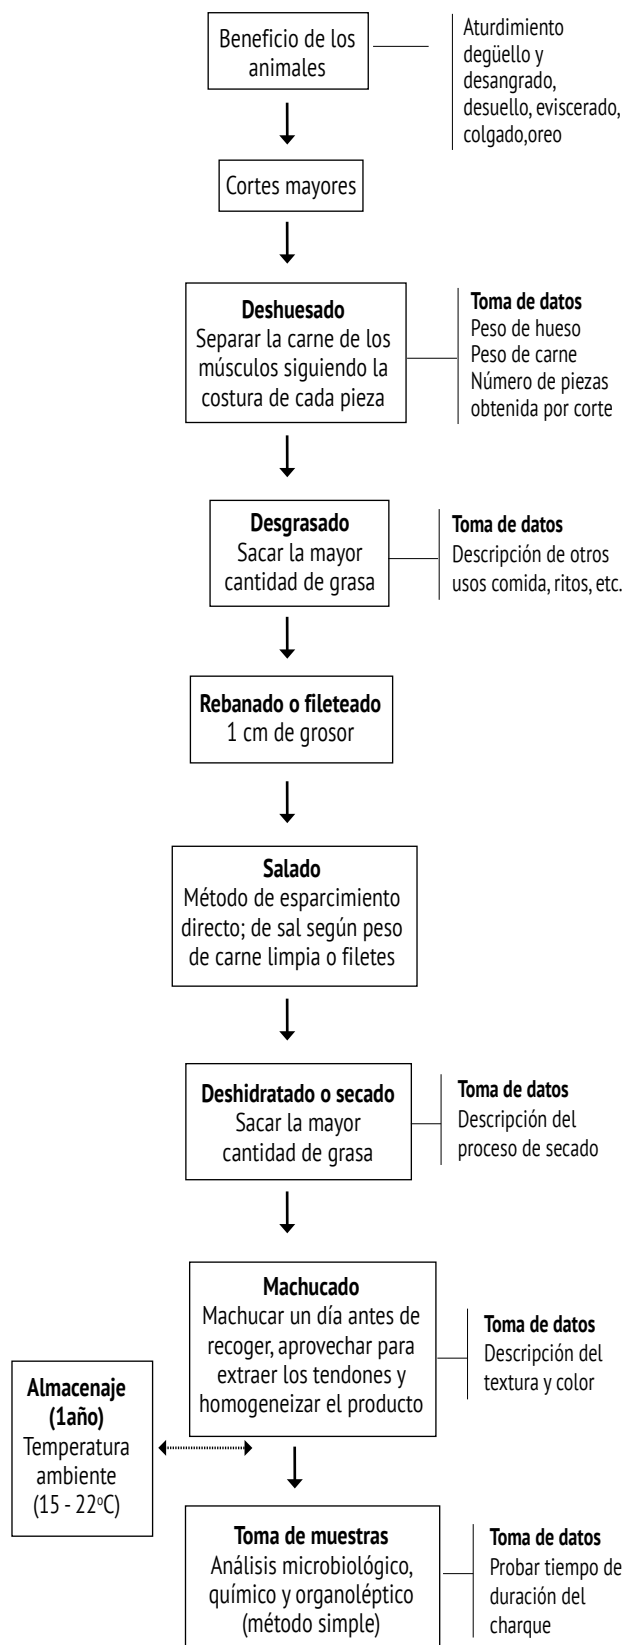 Beneficio de los
animales
Aturdimiento
degüello y
desangrado,
desuello, eviscerado,
colgado,oreo
Cortes mayores
Deshuesado
Separar la carne de los
músculos siguiendo la
costura de cada pieza
Toma de datos
Peso de hueso
Peso de carne
Número de piezas
obtenida por corte
Desgrasado
Sacar la mayor
cantidad de grasa
Toma de datos
Descripción de otros
usos comida, ritos, etc.
Rebanado o fileteado
1 cm de grosor
Salado
Método de esparcimiento
directo; de sal según peso
de carne limpia o filetes
Deshidratado o secado
Sacar la mayor
cantidad de grasa
Toma de datos
Descripción del
proceso de secado
Machucado
Machucar un día antes de
recoger, aprovechar para
extraer los tendones y
homogeneizar el producto
Toma de datos
Descripción del
textura y color
Almacenaje
(1año)
Temperatura
ambiente
(15 - 22ºC)
Toma de muestras
Análisis microbiológico,
químico y organoléptico
(método simple)
Toma de datos
Probar tiempo de
duración del
charque